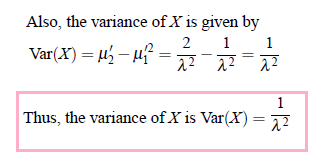 Also, the variance of X is given by
Var(X) = μ′₂ − μ′₁² = 2/λ² − 1/λ² = 1/λ²
Thus, the variance of X is Var(X) = 1/λ²